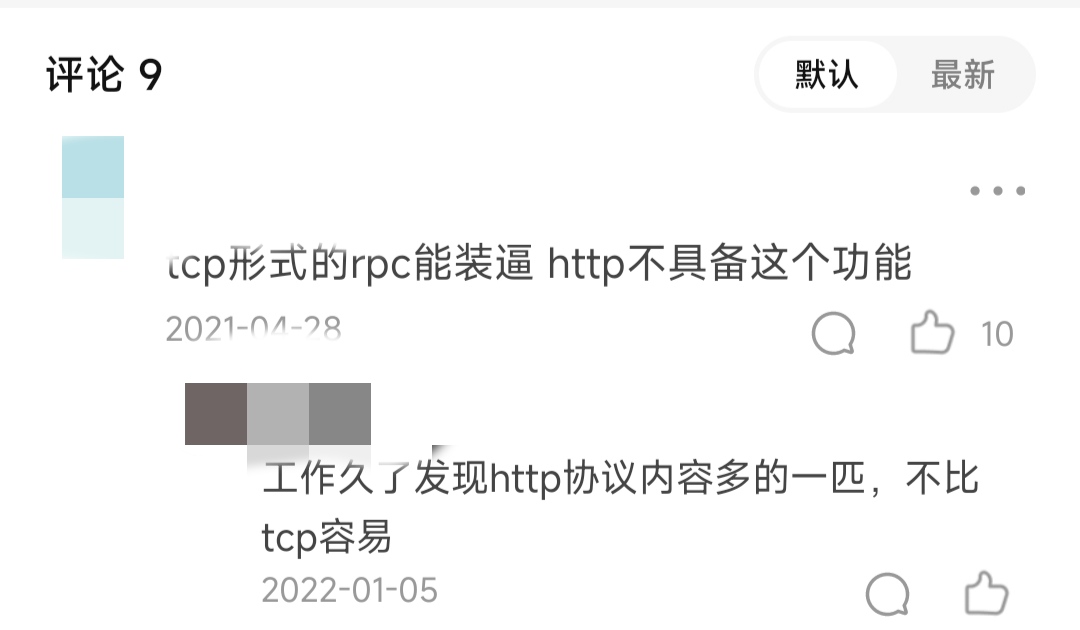 评论 9
默认 最新
tcp形式的rpc能装逼 http不具备这个功能
2021-04-28
10
工作久了发现http协议内容多的一匹，不比
tcp容易
2022-01-05